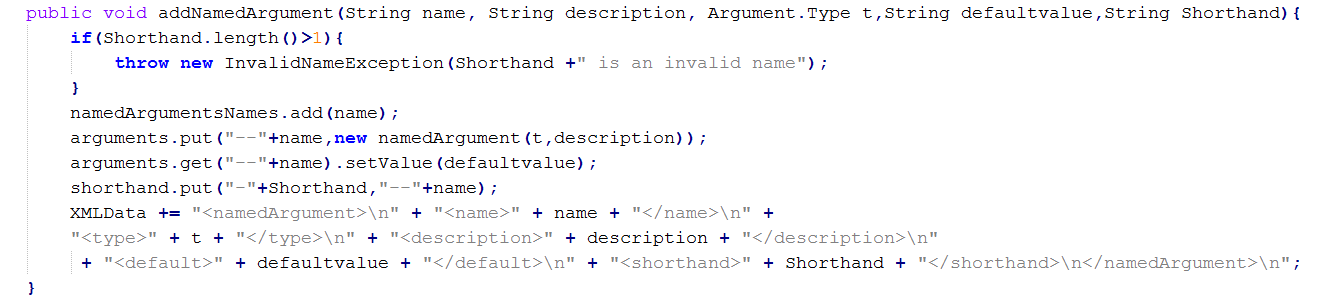 public void addNamedArgument(String name, String description, Argument.Type t,String defaultvalue,String Shorthand){
if(Shorthand.length()>1){
throw new InvalidNameException(Shorthand +" is an invalid name");
}
namedArgumentsNames.add(name);
arguments.put("--"+name,new namedArgument(t,description));
arguments.get("--"+name).setValue(defaultvalue);
shorthand.put("-"+Shorthand,"--"+name);
XMLData += "<namedArgument>\n" + "<name>" + name + "</name>\n" +
"<type>" + t + "</type>\n" + "<description>" + description + "</description>\n"
+ "<default>" + defaultvalue + "</default>\n" + "<shorthand>" + Shorthand + "</shorthand>\n</namedArgument>\n";
}